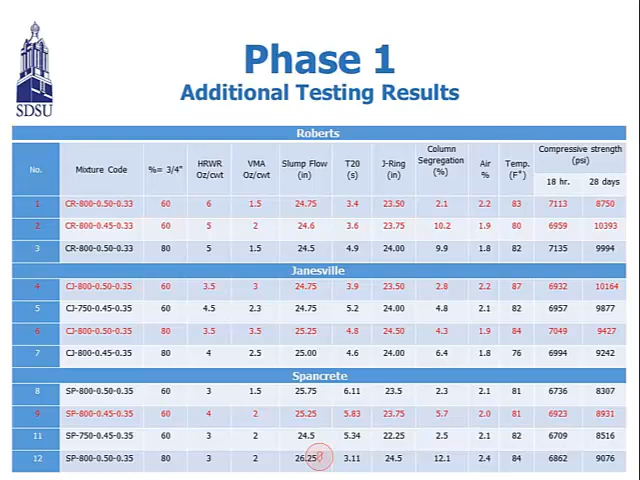 SDSU
Phase 1
Additional Testing Results
Roberts
No. Mixture Code %= 3/4" HRWR Oz/cwt VMA Oz/cwt Slump Flow (in) T20 (s) J-Ring (in) Column Segregation (%) Air % Temp. (F°) Compressive strength (psi)
18 hr. 28 days
1 CR-800-0.50-0.33 60 6 1.5 24.75 3.4 23.50 2.1 2.2 83 7113 8750
2 CR-800-0.45-0.33 60 5 2 24.6 3.6 23.75 10.2 1.9 80 6959 10393
3 CR-800-0.50-0.33 80 5 1.5 24.5 4.9 24.00 9.9 1.8 82 7135 9994
Janesville
4 CJ-800-0.50-0.35 60 3.5 3 24.75 3.9 23.50 2.8 2.2 87 6932 10164
5 CJ-750-0.45-0.35 60 4.5 2.3 24.75 5.2 24.00 4.8 2.1 82 6957 9877
6 CJ-800-0.50-0.35 80 3.5 3.5 25.25 4.8 24.50 4.3 1.9 84 7049 9427
7 CJ-800-0.45-0.35 80 4 2.5 25.00 4.6 24.00 6.4 1.8 76 6994 9242
Spancrete
8 SP-800-0.50-0.35 60 3 1.5 25.75 6.11 23.5 2.3 2.1 81 6736 8307
9 SP-800-0.45-0.35 60 4 2 25.25 5.83 23.75 5.7 2.0 81 6923 8931
11 SP-750-0.45-0.35 60 3 2 24.5 5.34 22.25 2.5 2.1 82 6709 8516
12 SP-800-0.50-0.35 80 3 2 26.25 3.11 24.5 12.1 2.4 84 6862 9076